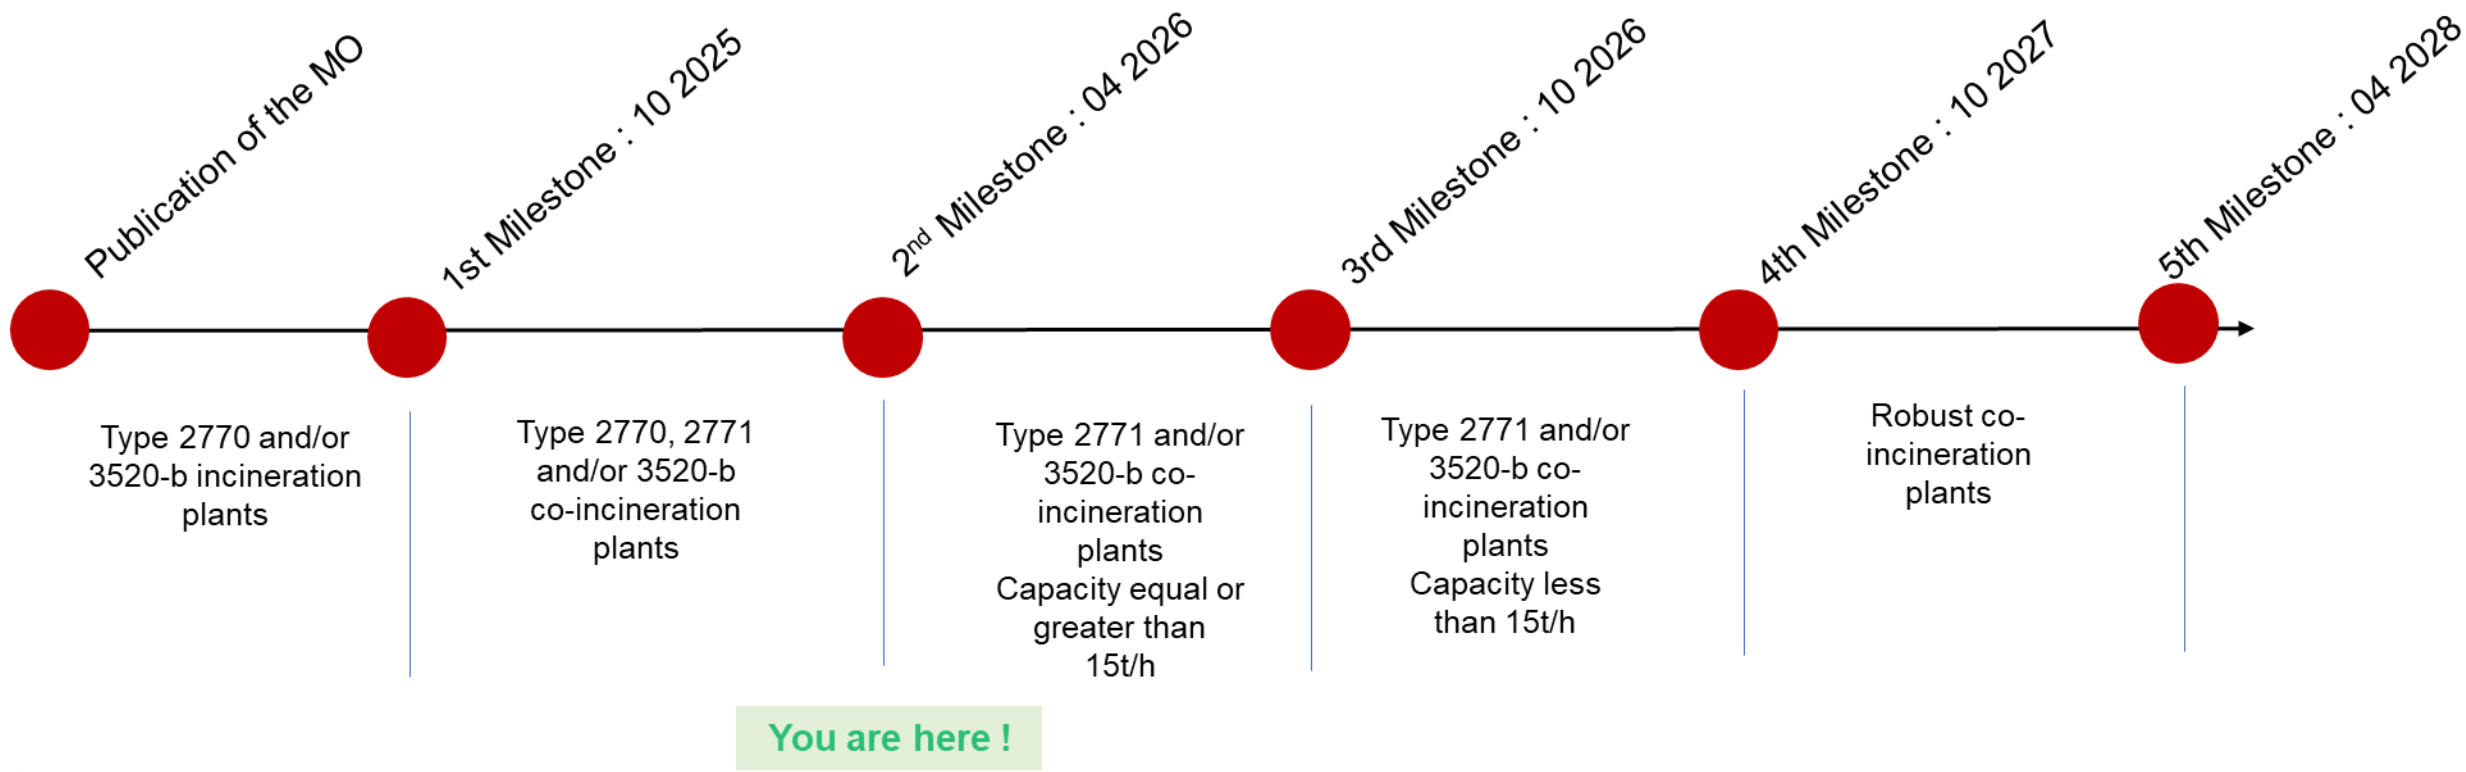 Publication of the MO
1st Milestone : 10 2025
2nd Milestone : 04 2026
3rd Milestone : 10 2026
4th Milestone : 10 2027
5th Milestone : 04 2028
Type 2770 and/or
3520-b incineration
plants
Type 2770, 2771
and/or 3520-b
co-incineration
plants
Type 2771 and/or
3520-b co-
incineration
plants
Capacity equal or
greater than
15t/h
Type 2771 and/or
3520-b co-
incineration
plants
Capacity less
than 15t/h
Robust co-
incineration
plants
You are here !